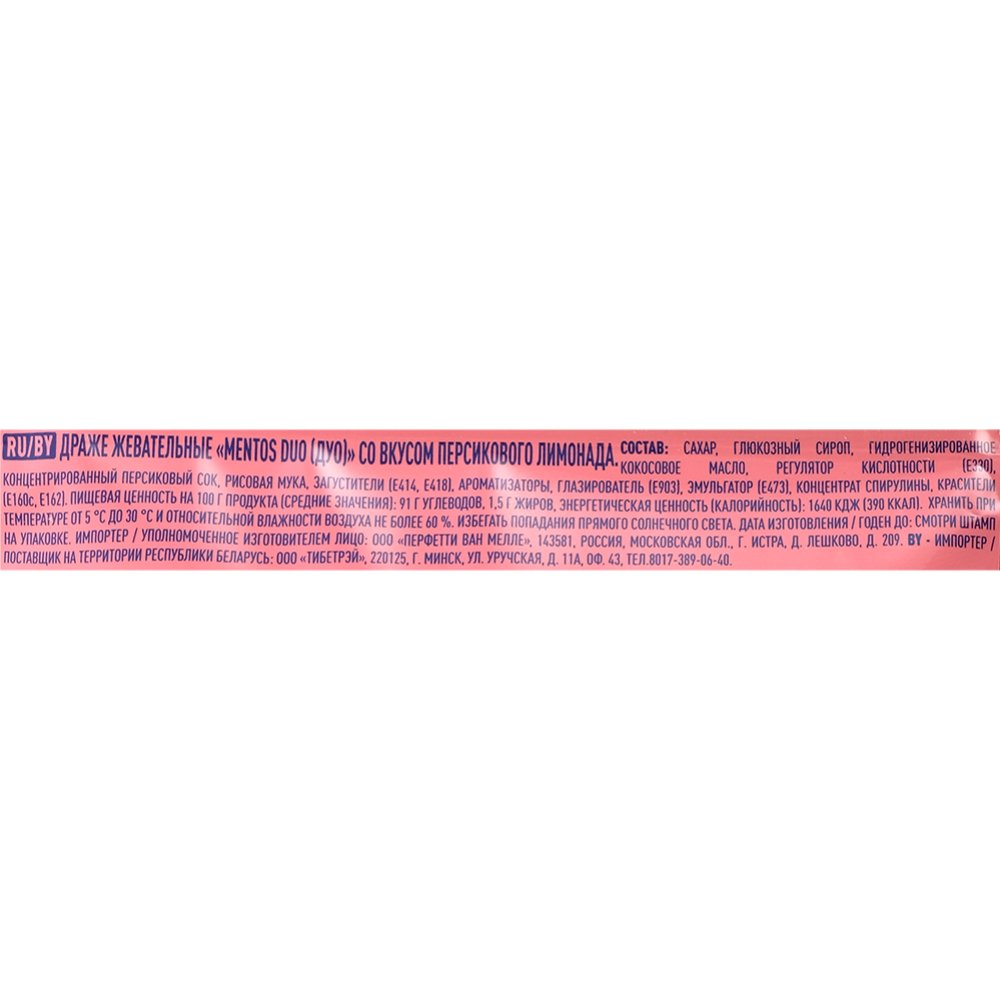 RU/BY ДРАЖЕ ЖЕВАТЕЛЬНЫЕ «MENTOS DUO (ДУО)» СО ВКУСОМ ПЕРСИКОВОГО ЛИМОНАДА. СОСТАВ: САХАР, ГЛЮКОЗНЫЙ СИРОП, ГИДРОГЕНИЗИРОВАННОЕ
КОКОСОВОЕ МАСЛО, РЕГУЛЯТОР КИСЛОТНОСТИ (Е330),
КОНЦЕНТРИРОВАННЫЙ ПЕРСИКОВЫЙ СОК, РИСОВАЯ МУКА, ЗАГУСТИТЕЛИ (Е414, Е418), АРОМАТИЗАТОРЫ, ГЛАЗИРОВАТЕЛЬ (Е903), ЭМУЛЬГАТОР (Е473), КОНЦЕНТРАТ СПИРУЛИНЫ, КРАСИТЕЛИ
(Е160с, Е162). ПИЩЕВАЯ ЦЕННОСТЬ НА 100 Г ПРОДУКТА (СРЕДНИЕ ЗНАЧЕНИЯ): 91 Г УГЛЕВОДОВ, 1,5 Г ЖИРОВ, ЭНЕРГЕТИЧЕСКАЯ ЦЕННОСТЬ (КАЛОРИЙНОСТЬ): 1640 КДЖ (390 ККАЛ). ХРАНИТЬ ПРИ
ТЕМПЕРАТУРЕ ОТ 5 °С ДО 30 °С И ОТНОСИТЕЛЬНОЙ ВЛАЖНОСТИ ВОЗДУХА НЕ БОЛЕЕ 60 %. ИЗБЕГАТЬ ПОПАДАНИЯ ПРЯМОГО СОЛНЕЧНОГО СВЕТА. ДАТА ИЗГОТОВЛЕНИЯ / ГОДЕН ДО: СМОТРИ ШТАМП
НА УПАКОВКЕ. ИМПОРТЕР / УПОЛНОМОЧЕННОЕ ИЗГОТОВИТЕЛЕМ ЛИЦО: ООО «ПЕРФЕТТИ ВАН МЕЛЛЕ», 143581, РОССИЯ, МОСКОВСКАЯ ОБЛ., Г. ИСТРА, Д. ЛЕШКОВО, Д. 209. BY - ИМПОРТЕР /
ПОСТАВЩИК НА ТЕРРИТОРИИ РЕСПУБЛИКИ БЕЛАРУСЬ: ООО «ТИБЕТРЭЙ», 220125, Г. МИНСК, УЛ. УРУЧСКАЯ, Д. 11А, ОФ. 43, ТЕЛ.8017-389-06-40.